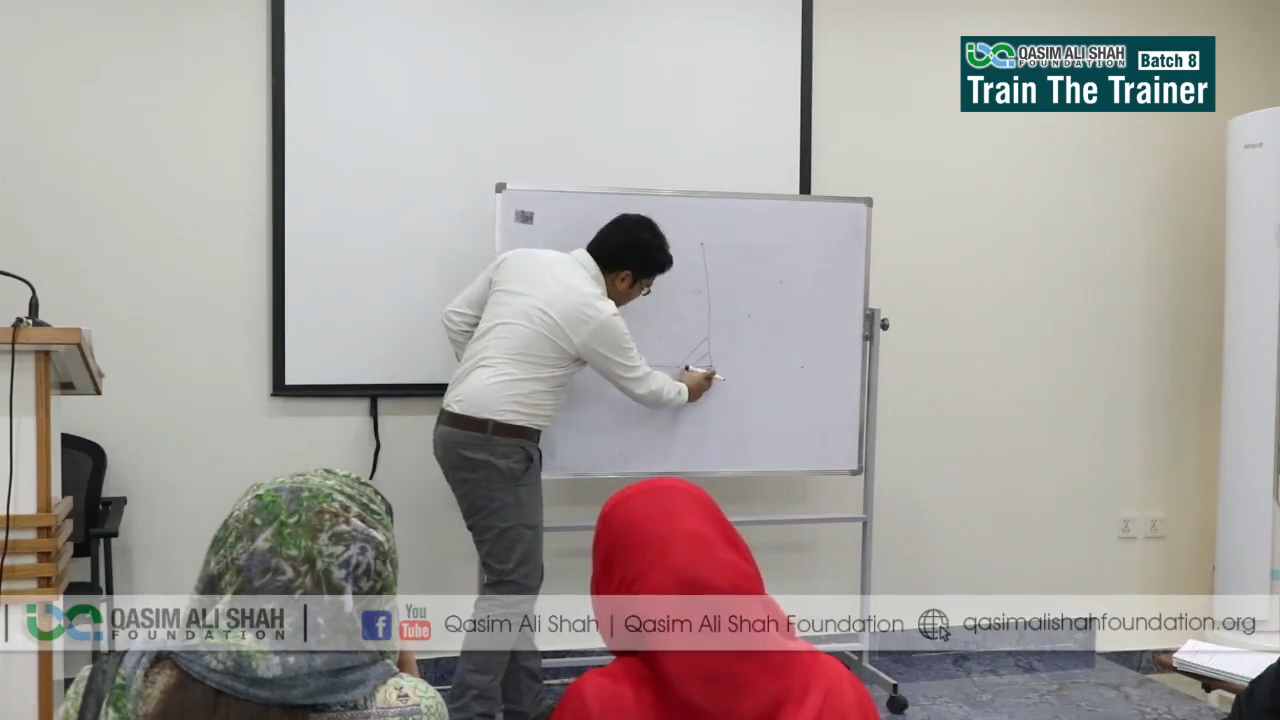 QASIM ALI SHAH
FOUNDATION
Batch 8
Train The Trainer
QASIM ALI SHAH
FOUNDATION
You
Tube
Qasim Ali Shah | Qasim Ali Shah Foundation
qasimalishahfoundation.org